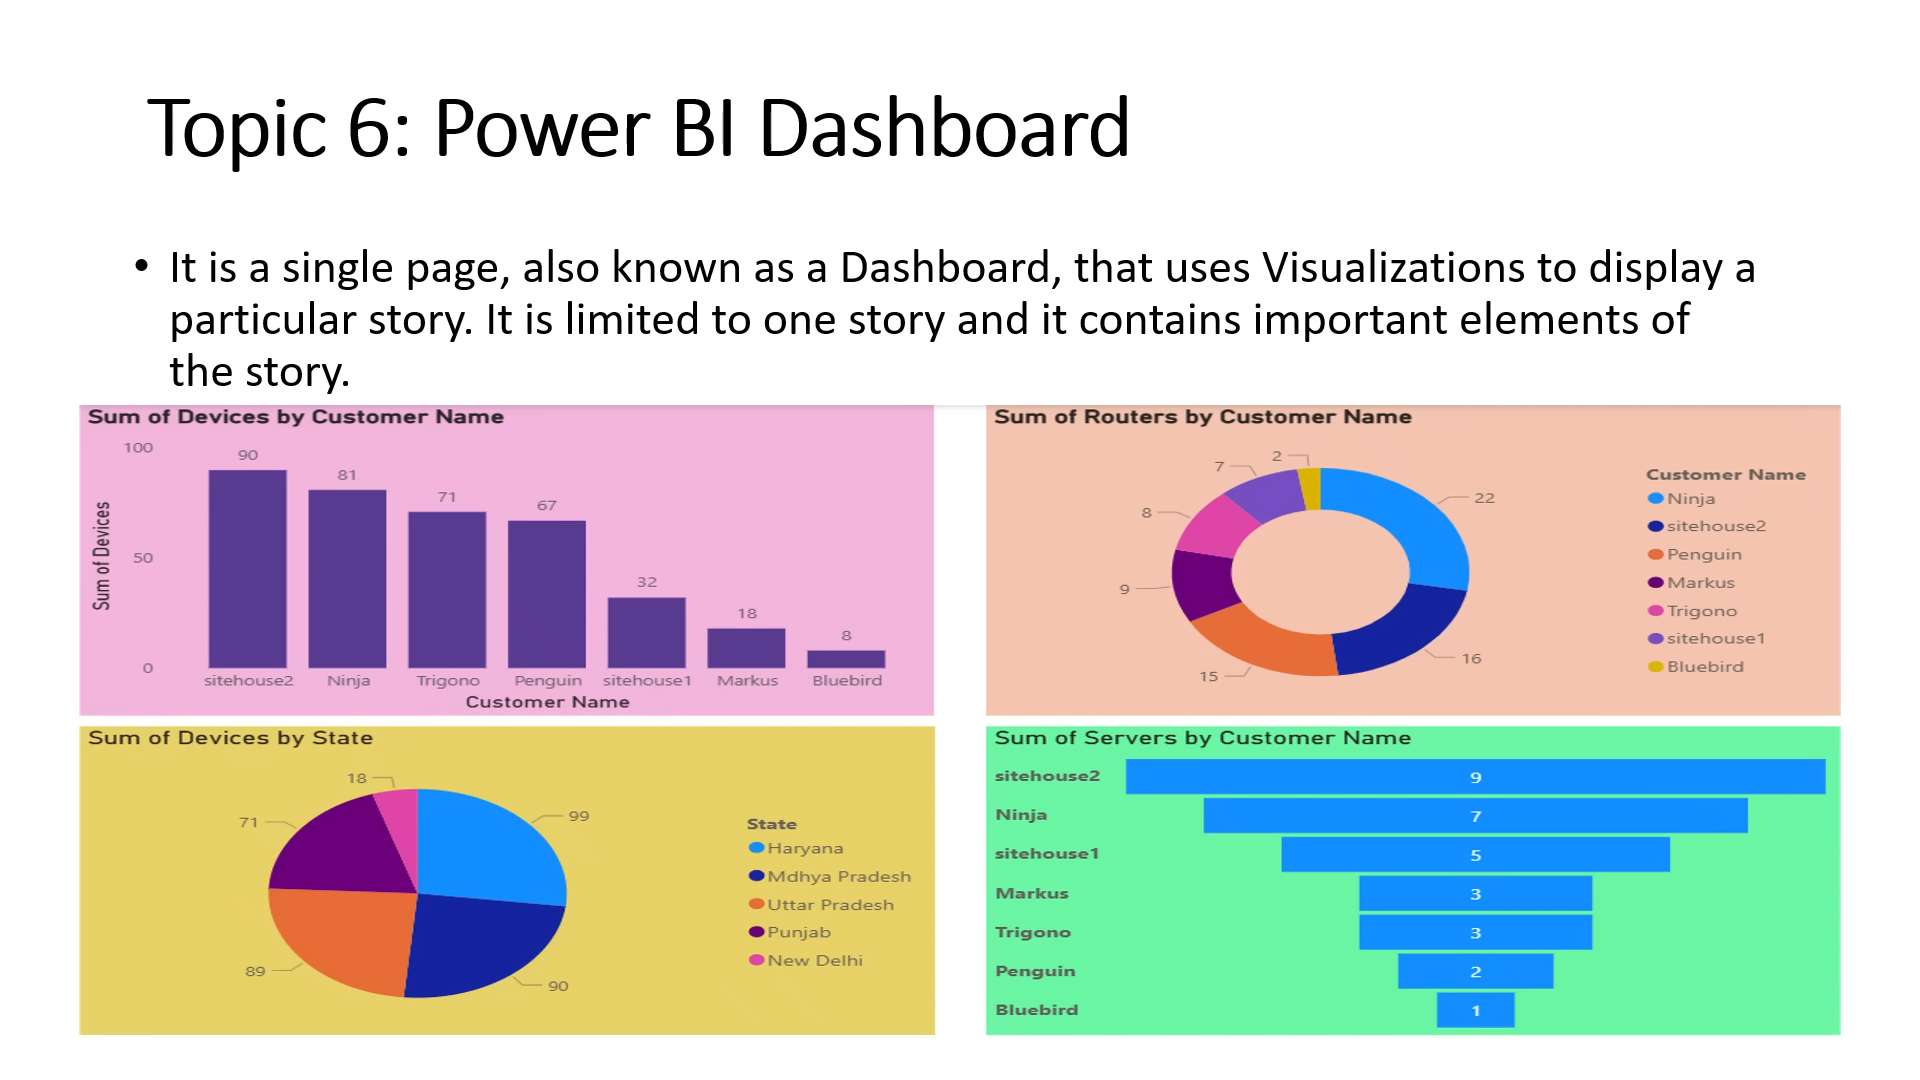 Topic 6: Power BI Dashboard
• It is a single page, also known as a Dashboard, that uses Visualizations to display a
particular story. It is limited to one story and it contains important elements of
the story.
Sum of Devices by Customer Name
100
50
0
Sum of Devices
90
81
71
67
32
18
8
sitehouse2
Ninja
Trigono
Penguin
sitehouse1
Markus
Bluebird
Customer Name
Sum of Routers by Customer Name
22
16
15
9
8
7
2
Customer Name
Ninja
sitehouse2
Penguin
Markus
Trigono
sitehouse1
Bluebird
Sum of Devices by State
99
90
89
71
18
State
Haryana
Mdhya Pradesh
Uttar Pradesh
Punjab
New Delhi
Sum of Servers by Customer Name
sitehouse2 9
Ninja 7
sitehouse1 5
Markus 3
Trigono 3
Penguin 2
Bluebird 1